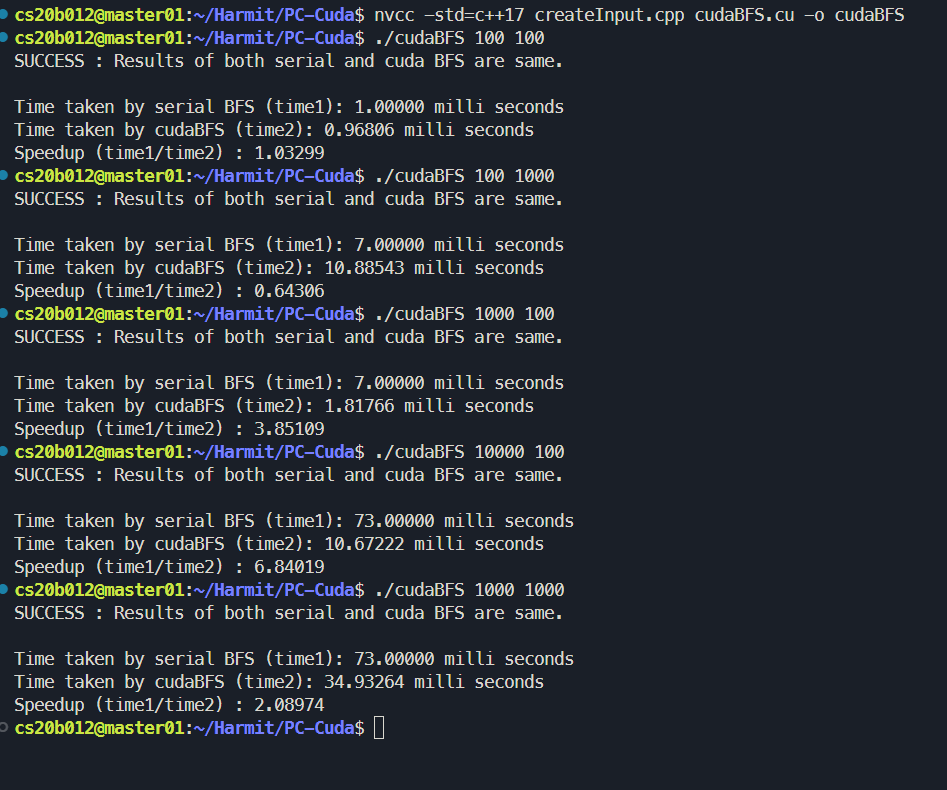 cs20b012@master01:~/Harmit/PC-Cuda$ nvcc -std=c++17 createInput.cpp cudaBFS.cu -o cudaBFS
cs20b012@master01:~/Harmit/PC-Cuda$ ./cudaBFS 100 100
SUCCESS : Results of both serial and cuda BFS are same.
Time taken by serial BFS (time1): 1.00000 milli seconds
Time taken by cudaBFS (time2): 0.96806 milli seconds
Speedup (time1/time2) : 1.03299
cs20b012@master01:~/Harmit/PC-Cuda$ ./cudaBFS 100 1000
SUCCESS : Results of both serial and cuda BFS are same.
Time taken by serial BFS (time1): 7.00000 milli seconds
Time taken by cudaBFS (time2): 10.88543 milli seconds
Speedup (time1/time2) : 0.64306
cs20b012@master01:~/Harmit/PC-Cuda$ ./cudaBFS 1000 100
SUCCESS : Results of both serial and cuda BFS are same.
Time taken by serial BFS (time1): 7.00000 milli seconds
Time taken by cudaBFS (time2): 1.81766 milli seconds
Speedup (time1/time2) : 3.85109
cs20b012@master01:~/Harmit/PC-Cuda$ ./cudaBFS 10000 100
SUCCESS : Results of both serial and cuda BFS are same.
Time taken by serial BFS (time1): 73.00000 milli seconds
Time taken by cudaBFS (time2): 10.67222 milli seconds
Speedup (time1/time2) : 6.84019
cs20b012@master01:~/Harmit/PC-Cuda$ ./cudaBFS 1000 1000
SUCCESS : Results of both serial and cuda BFS are same.
Time taken by serial BFS (time1): 73.00000 milli seconds
Time taken by cudaBFS (time2): 34.93264 milli seconds
Speedup (time1/time2) : 2.08974
cs20b012@master01:~/Harmit/PC-Cuda$